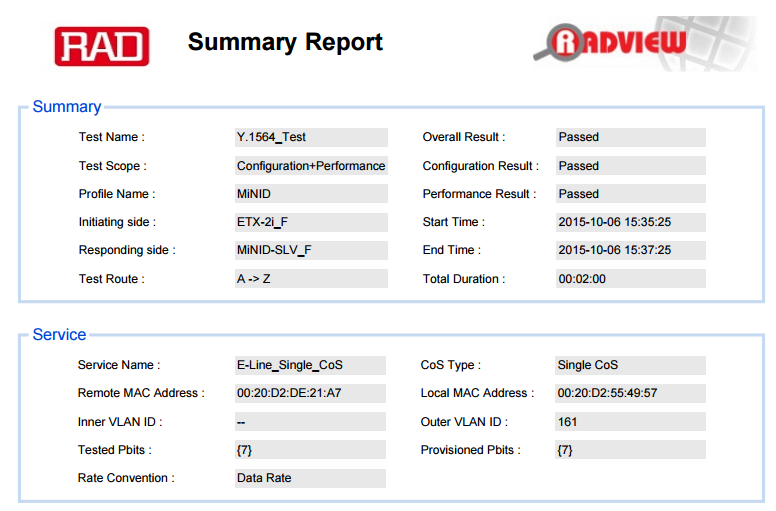 RAD Summary Report RADVIEW
Summary
Test Name : Y.1564_Test Overall Result : Passed
Test Scope : Configuration+Performance Configuration Result : Passed
Profile Name : MiNID Performance Result : Passed
Initiating side : ETX-2i_F Start Time : 2015-10-06 15:35:25
Responding side : MiNID-SLV_F End Time : 2015-10-06 15:37:25
Test Route : A -> Z Total Duration : 00:02:00
Service
Service Name : E-Line_Single_CoS CoS Type : Single CoS
Remote MAC Address : 00:20:D2:DE:21:A7 Local MAC Address : 00:20:D2:55:49:57
Inner VLAN ID : -- Outer VLAN ID : 161
Tested Pbits : {7} Provisioned Pbits : {7}
Rate Convention : Data Rate